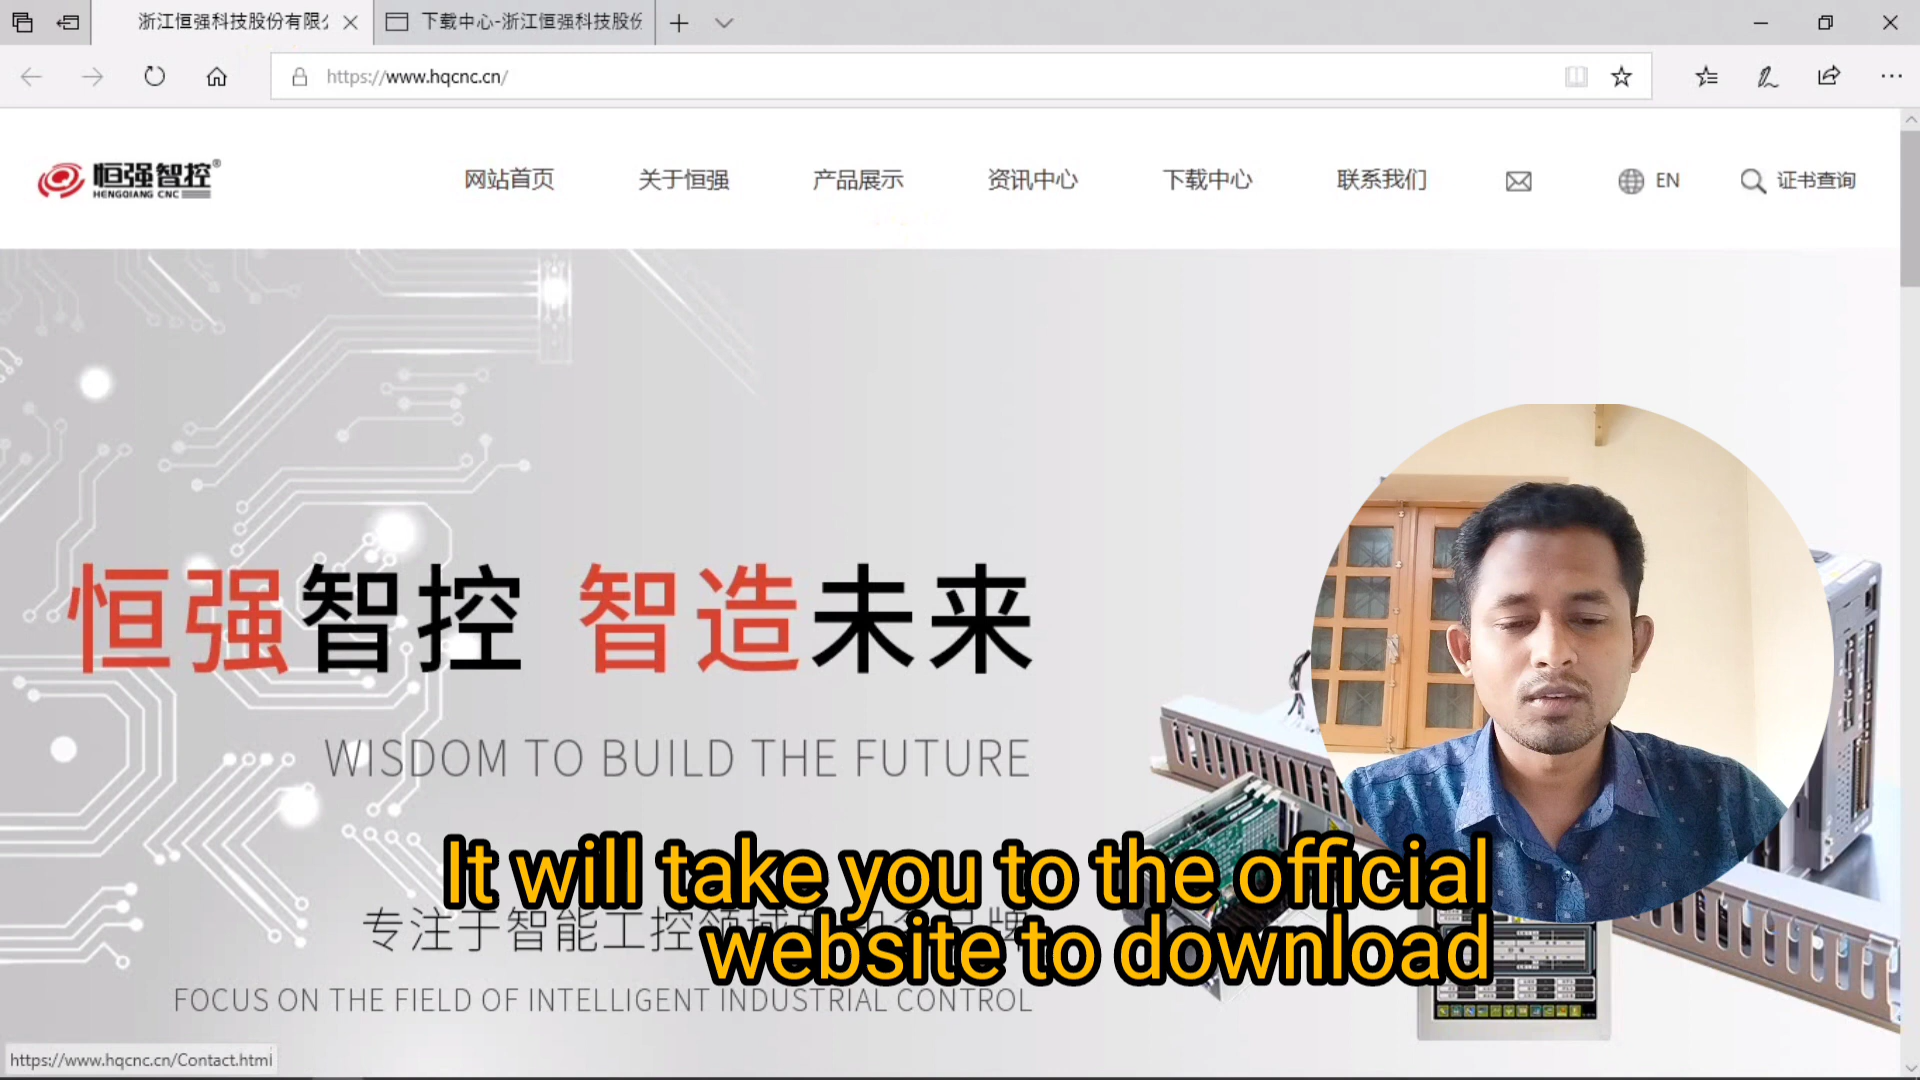 浙江恒强科技股份有限公
下载中心-浙江恒强科技股份
https://www.hqcnc.cn/
恒强智控®
HENGQIANG CNC
网站首页 关于恒强 产品展示 资讯中心 下载中心 联系我们 EN 证书查询
恒强智控 智造未来
WISDOM TO BUILD THE FUTURE
It will take you to the official
专注于智能工控领域
website to download
FOCUS ON THE FIELD OF INTELLIGENT INDUSTRIAL CONTROL
https://www.hqcnc.cn/Contact.html